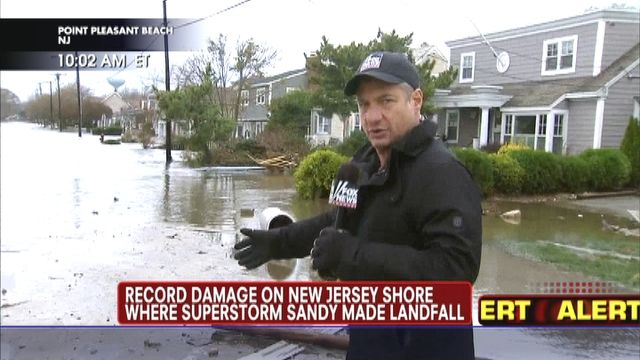 POINT PLEASANT BEACH
NJ
10:02 AM ET
FOX
NEWS
RECORD DAMAGE ON NEW JERSEY SHORE
WHERE SUPERSTORM SANDY MADE LANDFALL
ERT ALERT